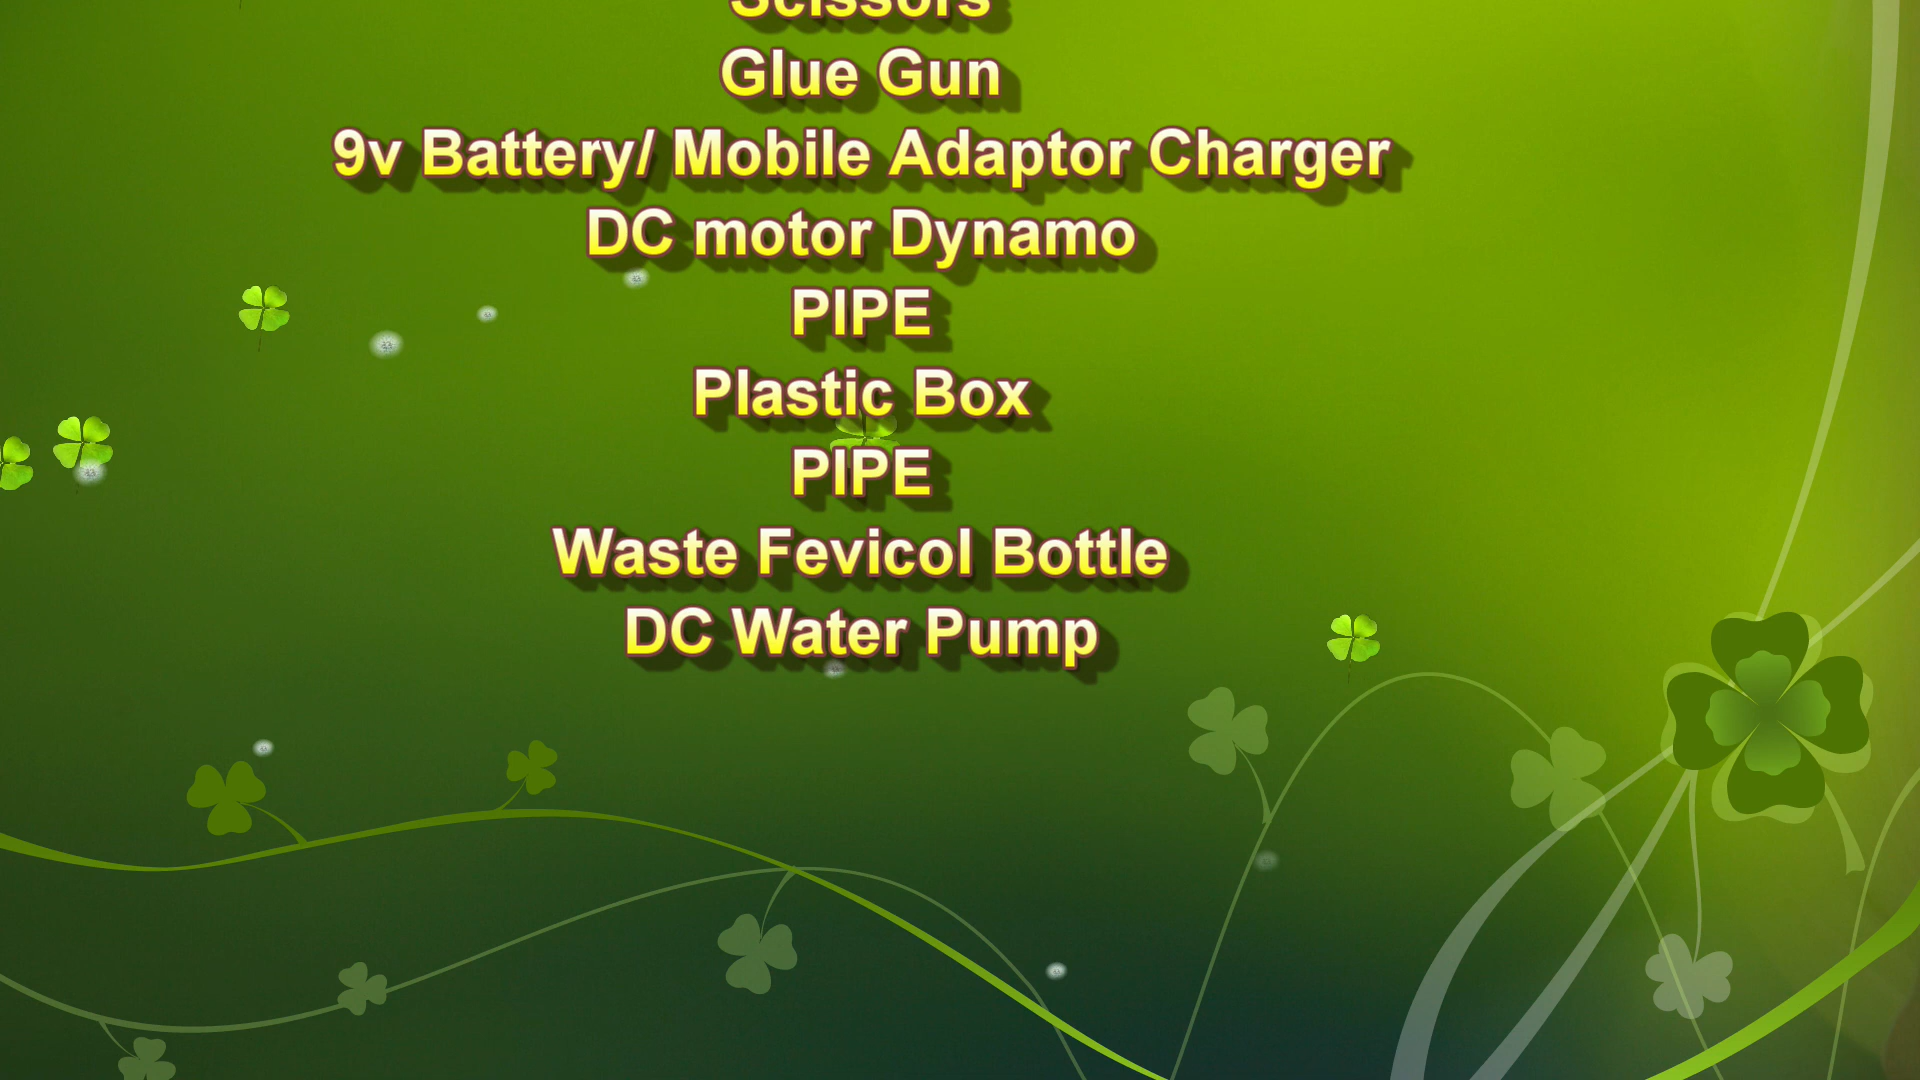 Scissors
Glue Gun
9v Battery/ Mobile Adaptor Charger
DC motor Dynamo
PIPE
Plastic Box
PIPE
Waste Fevicol Bottle
DC Water Pump